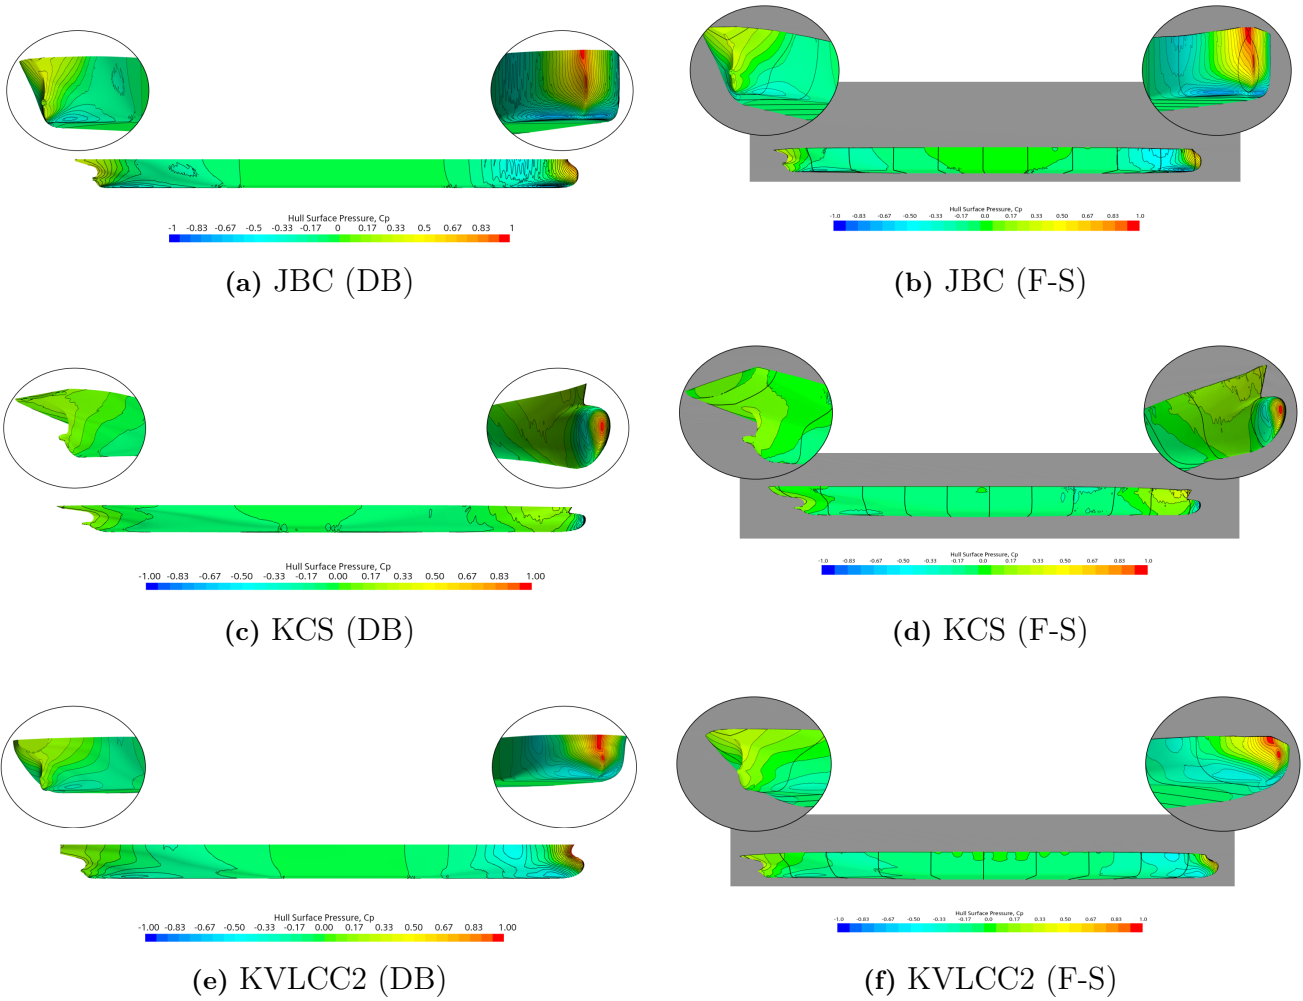 Hull Surface Pressure, Cp
-1 -0.83 -0.67 -0.5 -0.33 -0.17 0 0.17 0.33 0.5 0.67 0.83 1
(a) JBC (DB)
Hull Surface Pressure, Cp
-1.0 -0.83 -0.67 -0.50 -0.33 -0.17 0.0 0.17 0.33 0.50 0.67 0.83 1.0
(b) JBC (F-S)
Hull Surface Pressure, Cp
-1.00 -0.83 -0.67 -0.50 -0.33 -0.17 0.00 0.17 0.33 0.50 0.67 0.83 1.00
(c) KCS (DB)
Hull Surface Pressure, Cp
-1.0 -0.83 -0.67 -0.50 -0.33 -0.17 0.0 0.17 0.33 0.50 0.67 0.83 1.0
(d) KCS (F-S)
Hull Surface Pressure, Cp
-1.00 -0.83 -0.67 -0.50 -0.33 -0.17 0.00 0.17 0.33 0.50 0.67 0.83 1.00
(e) KVLCC2 (DB)
Hull Surface Pressure, Cp
-1.0 -0.83 -0.67 -0.50 -0.33 -0.17 0.0 0.17 0.33 0.50 0.67 0.83 1.0
(f) KVLCC2 (F-S)